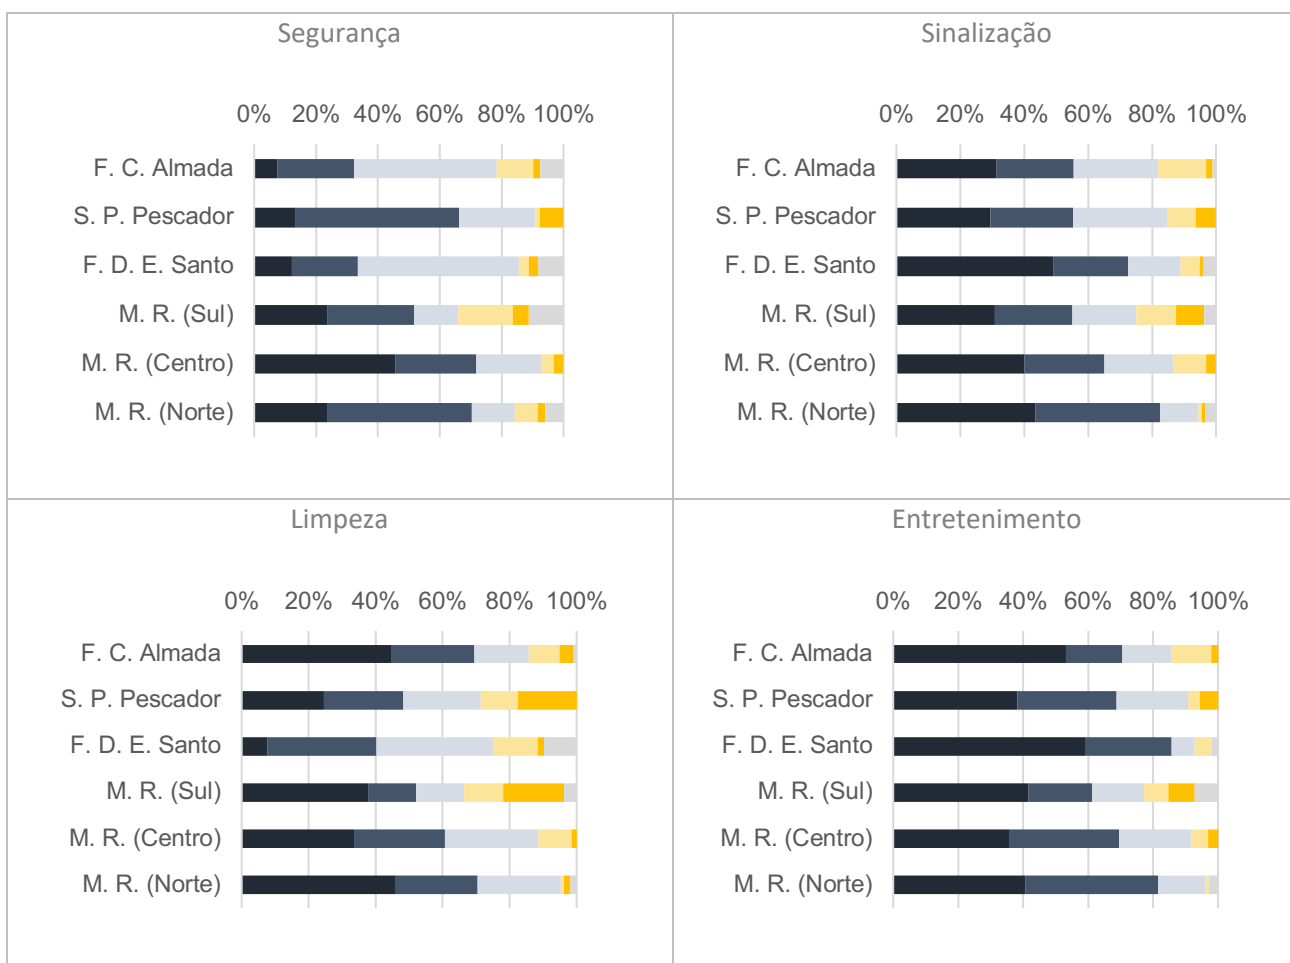 Segurança
0% 20% 40% 60% 80% 100%
F. C. Almada
S. P. Pescador
F. D. E. Santo
M. R. (Sul)
M. R. (Centro)
M. R. (Norte)
Sinalização
0% 20% 40% 60% 80% 100%
F. C. Almada
S. P. Pescador
F. D. E. Santo
M. R. (Sul)
M. R. (Centro)
M. R. (Norte)
Limpeza
0% 20% 40% 60% 80% 100%
F. C. Almada
S. P. Pescador
F. D. E. Santo
M. R. (Sul)
M. R. (Centro)
M. R. (Norte)
Entretenimento
0% 20% 40% 60% 80% 100%
F. C. Almada
S. P. Pescador
F. D. E. Santo
M. R. (Sul)
M. R. (Centro)
M. R. (Norte)